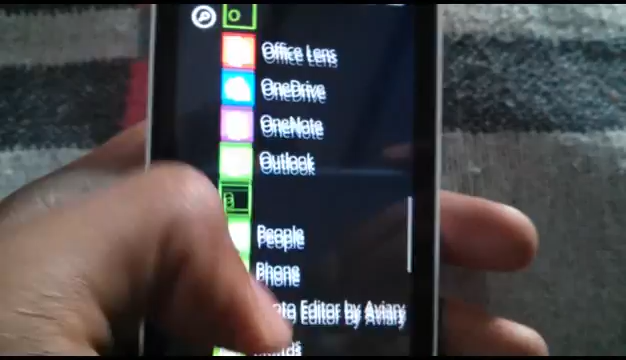 o
Office Lens
OneDrive
OneNote
Outlook
People
Phone
Editor by Aviary